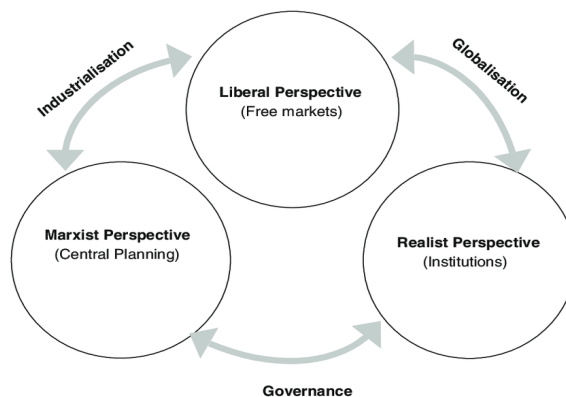 Industrialisation
Globalisation
Liberal Perspective
(Free markets)
Marxist Perspective
(Central Planning)
Realist Perspective
(Institutions)
Governance